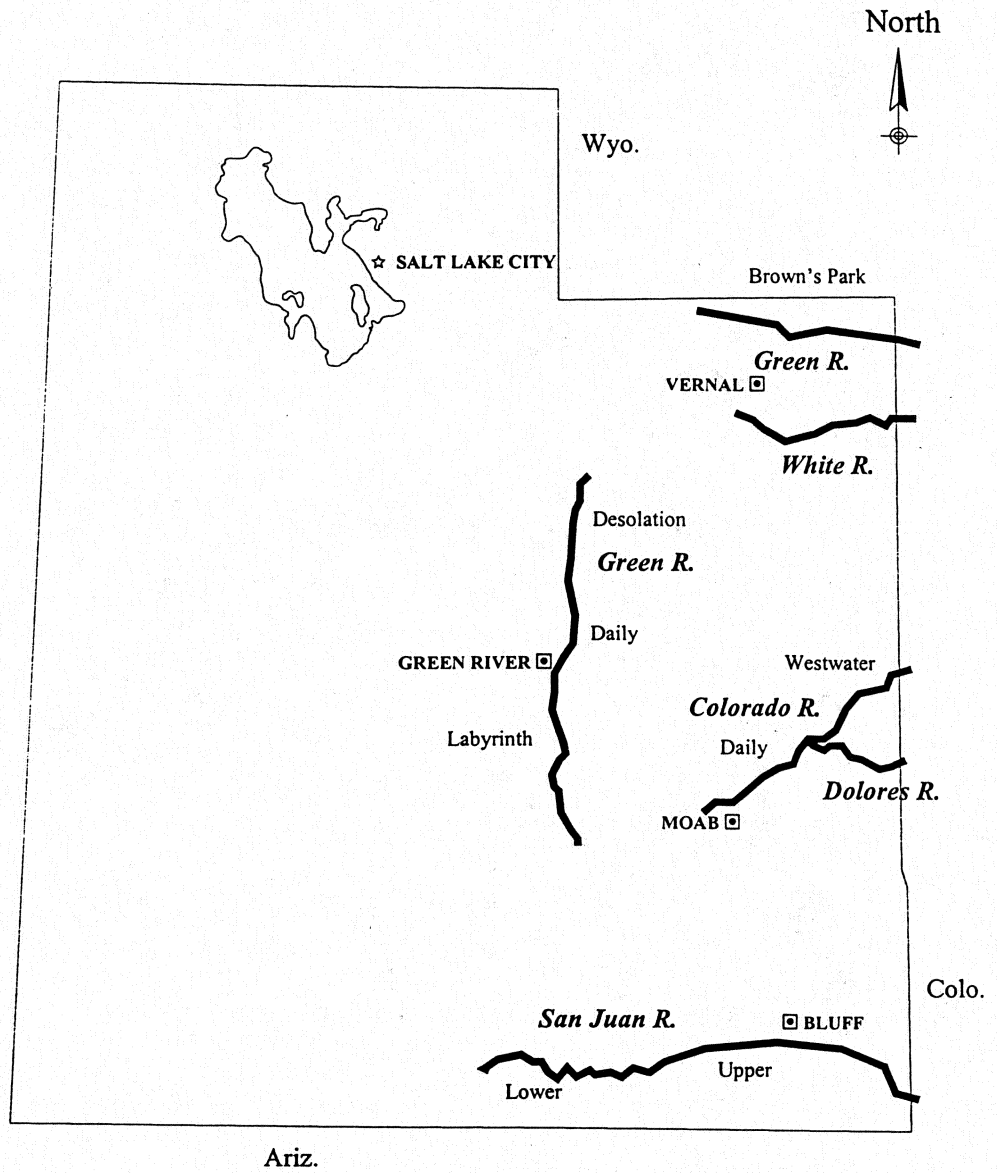 North
Wyo.
SALT LAKE CITY
Brown's Park
Green R.
VERNAL
White R.
Desolation
Green R.
Daily
GREEN RIVER
Westwater
Colorado R.
Labyrinth
Daily
Dolores R.
MOAB
Colo.
San Juan R.
BLUFF
Upper
Lower
Ariz.